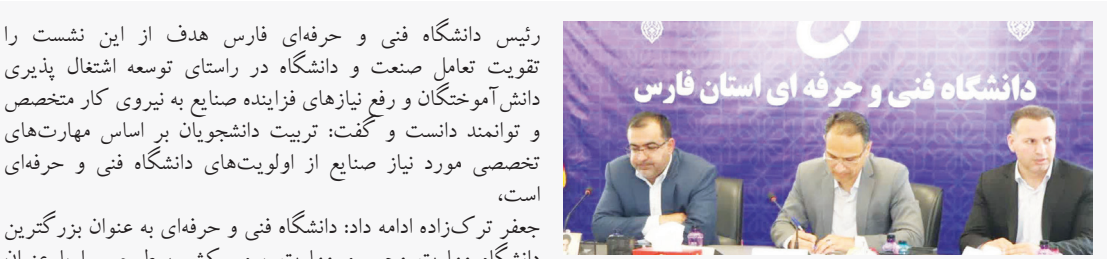 رئیس دانشگاه فنی و حرفه‌ای فارس هدف از این نشست را
تقویت تعامل صنعت و دانشگاه در راستای توسعه اشتغال پذیری
دانش‌آموختگان و رفع نیازهای فزاینده صنایع به نیروی کار متخصص
و توانمند دانست و گفت: تربیت دانشجویان بر اساس مهارت‌های
تخصصی مورد نیاز صنایع از اولویت‌های دانشگاه فنی و حرفه‌ای
است،
جعفر ترک‌زاده ادامه داد: دانشگاه فنی و حرفه‌ای به عنوان بزرگترین
دانشگاه فنی و حرفه ای استان فارس